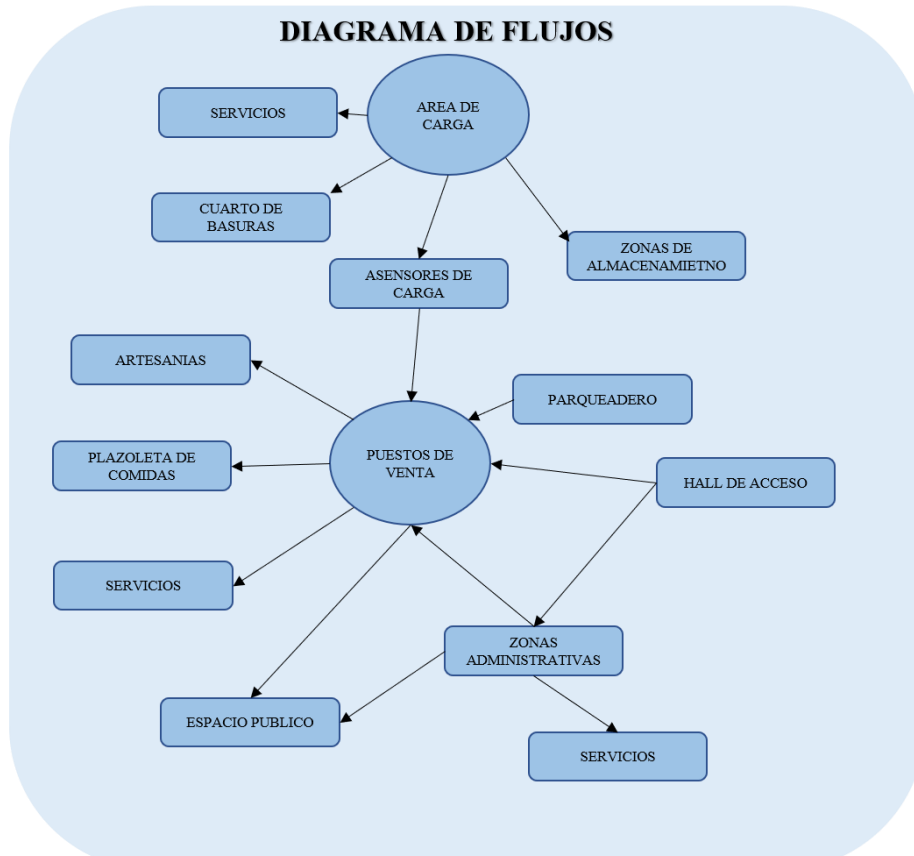 DIAGRAMA DE FLUJOS
SERVICIOS
AREA DE
CARGA
CUARTO DE
BASURAS
ZONAS DE
ALMACENAMIETNO
ASENSORES DE
CARGA
ARTESANIAS
PARQUEADERO
PLAZOLETA DE
COMIDAS
PUESTOS DE
VENTA
HALL DE ACCESO
SERVICIOS
ZONAS
ADMINISTRATIVAS
ESPACIO PUBLICO
SERVICIOS